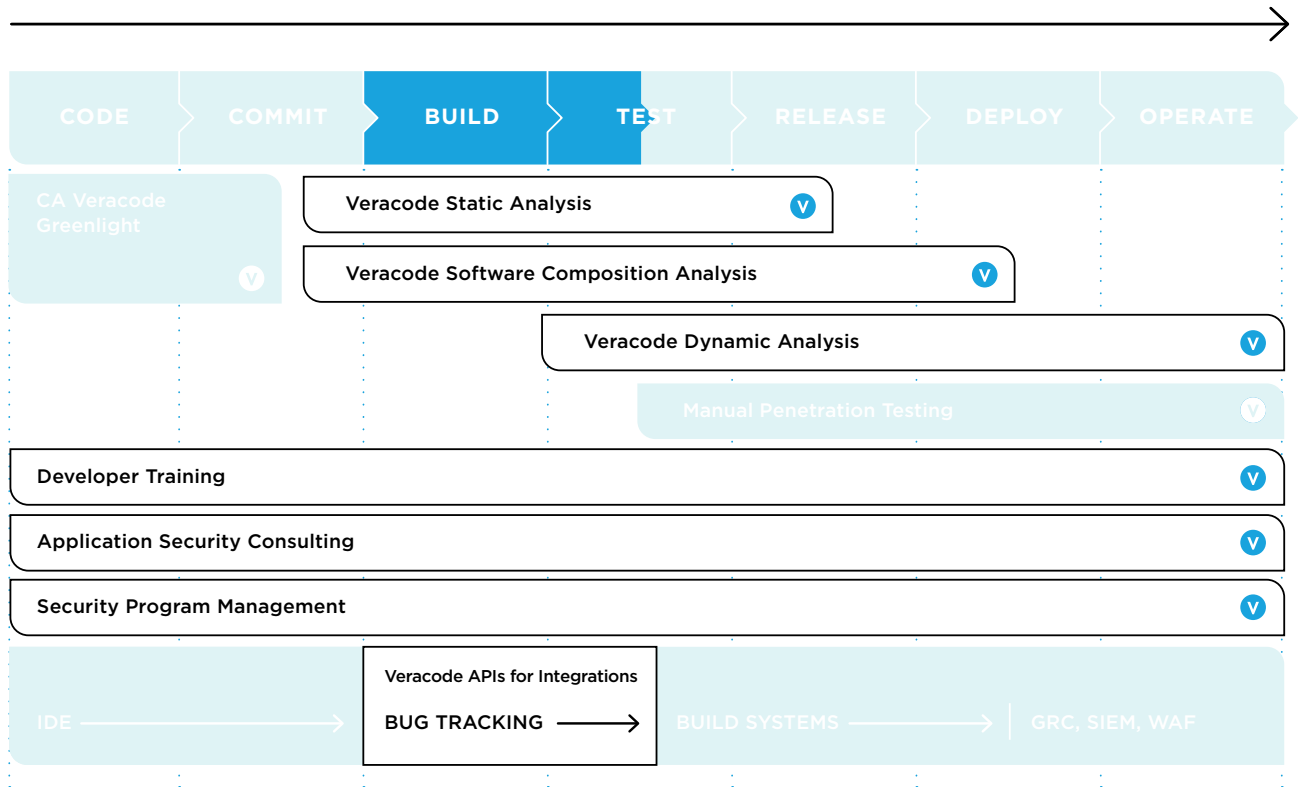 CODE
COMMIT
BUILD
TEST
RELEASE
DEPLOY
OPERATE
CA Veracode
Greenlight
V
Veracode Static Analysis
V
Veracode Software Composition Analysis
V
Veracode Dynamic Analysis
V
Manual Penetration Testing
V
Developer Training
V
Application Security Consulting
V
Security Program Management
V
Veracode APIs for Integrations
IDE
BUG TRACKING
BUILD SYSTEMS
GRC, SIEM, WAF